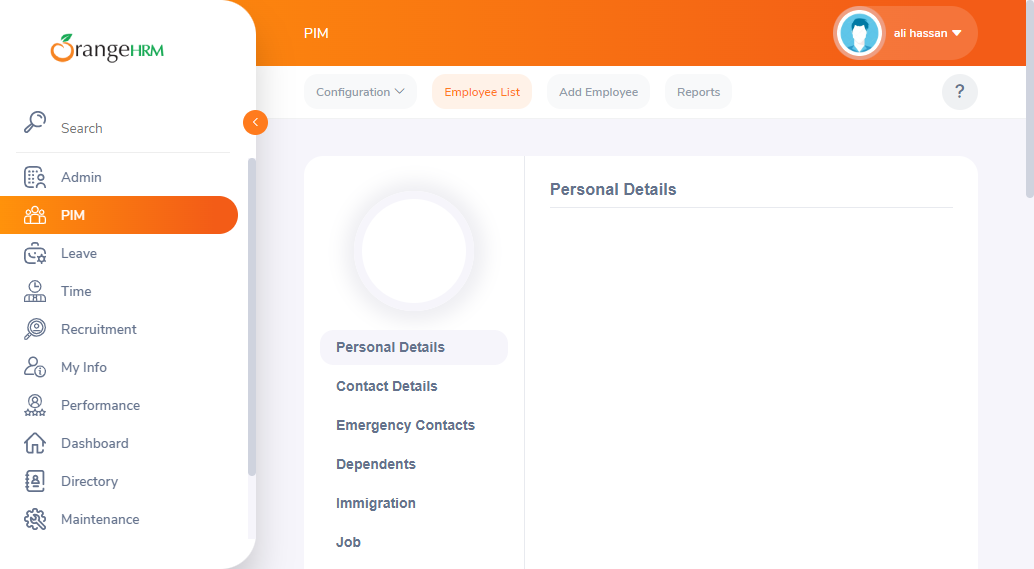 OrangeHRM
Search
Admin
PIM
Leave
Time
Recruitment
My Info
Performance
Dashboard
Directory
Maintenance
PIM
ali hassan
Configuration
Employee List
Add Employee
Reports
?
Personal Details
Contact Details
Emergency Contacts
Dependents
Immigration
Job
Personal Details